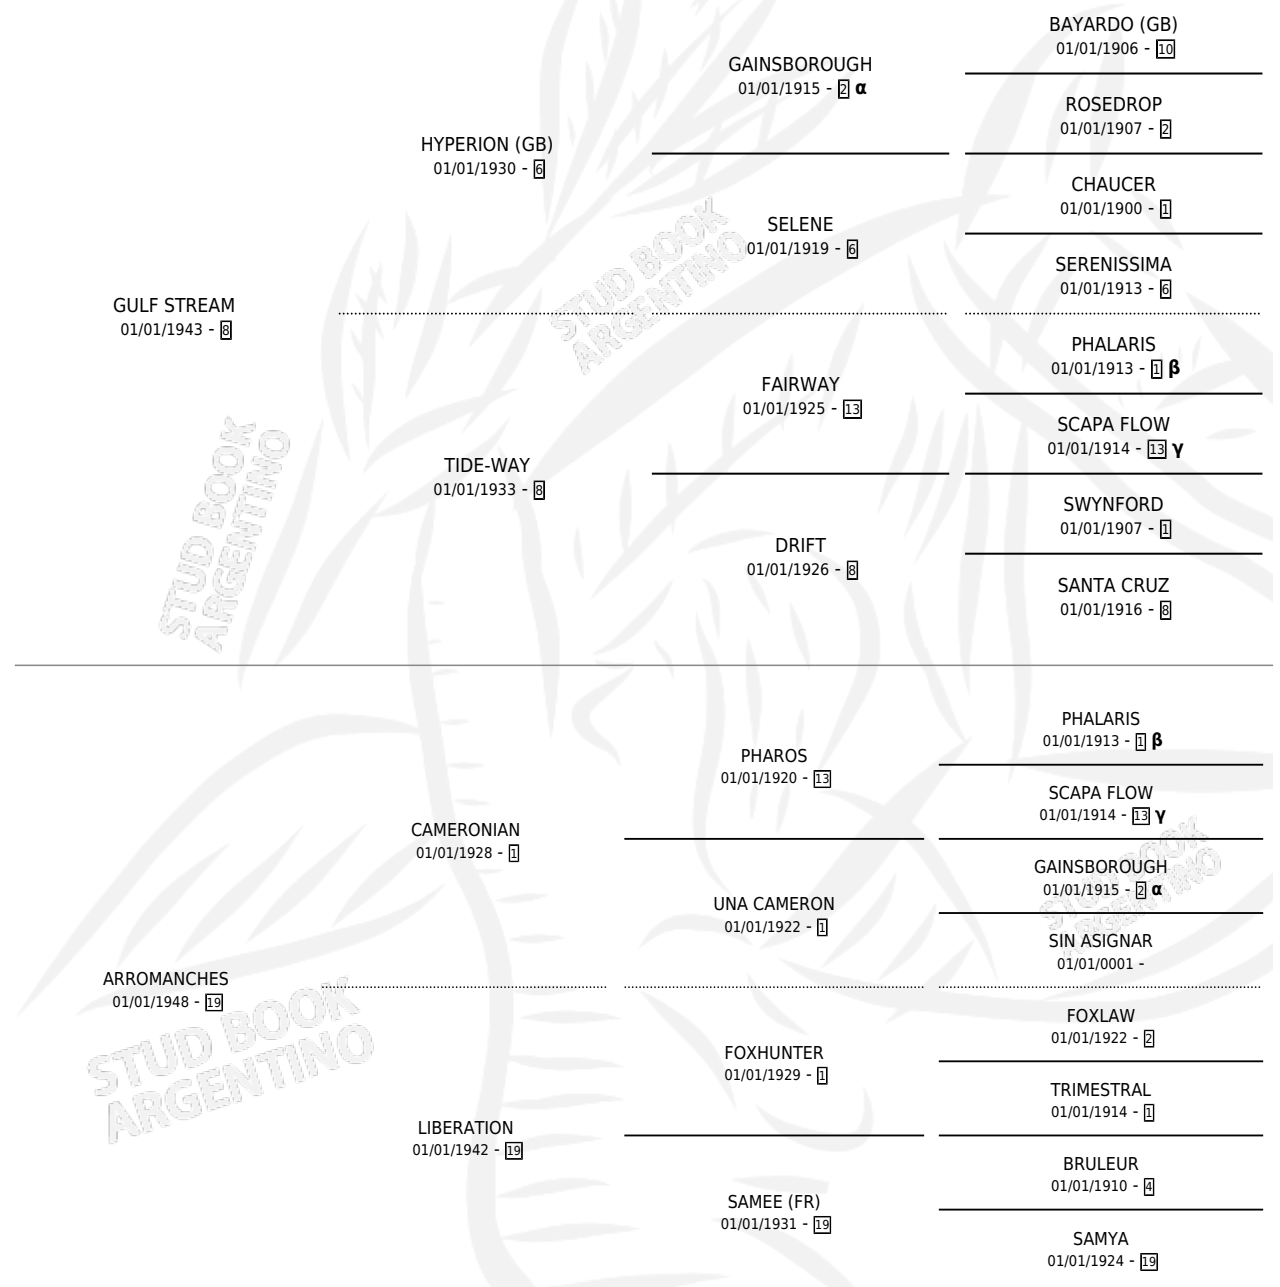 GULF STREAM
01/01/1943 - 8
HYPERION (GB)
01/01/1930 - 6
TIDE-WAY
01/01/1933 - 8
GAINSBOROUGH
01/01/1915 - 2 α
SELENE
01/01/1919 - 6
FAIRWAY
01/01/1925 - 13
DRIFT
01/01/1926 - 8
BAYARDO (GB)
01/01/1906 - 10
ROSEDROP
01/01/1907 - 2
CHAUCER
01/01/1900 - 1
SERENISSIMA
01/01/1913 - 6
PHALARIS
01/01/1913 - 1 β
SCAPA FLOW
01/01/1914 - 13 γ
SWYNFORD
01/01/1907 - 1
SANTA CRUZ
01/01/1916 - 8
ARROMANCHES
01/01/1948 - 19
CAMERONIAN
01/01/1928 - 1
LIBERATION
01/01/1942 - 19
PHAROS
01/01/1920 - 13
UNA CAMERON
01/01/1922 - 1
FOXHUNTER
01/01/1929 - 1
SAMEE (FR)
01/01/1931 - 19
PHALARIS
01/01/1913 - 1 β
SCAPA FLOW
01/01/1914 - 13 γ
GAINSBOROUGH
01/01/1915 - 2 α
SIN ASIGNAR
01/01/0001 -
FOXLAW
01/01/1922 - 2
TRIMESTRAL
01/01/1914 - 1
BRULEUR
01/01/1910 - 4
SAMYA
01/01/1924 - 19
STUD BOOK
ARGENTINO
STUD BOOK
ARGENTINO
STUD BOOK
ARGENTINO
STUD BOOK
ARGENTINO